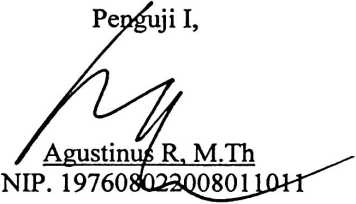 Penguji I,
Agustinus R, M.Th
NIP. 197608022008011011